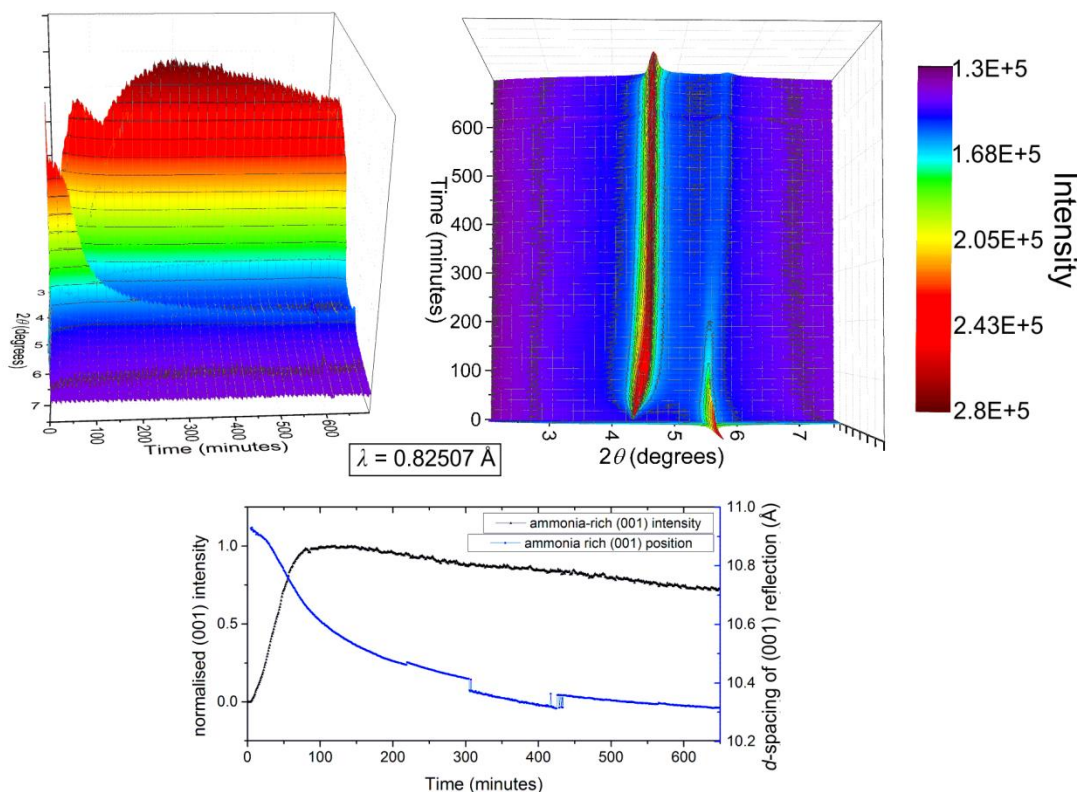 3
4
5
6
7
2θ(degrees)
0
100
200
300
400
500
600
Time (minutes)
600
500
400
300
200
100
0
Time (minutes)
3
4
5
6
7
2θ (degrees)
1.3E+5
1.68E+5
2.05E+5
2.43E+5
2.8E+5
Intensity
λ = 0.82507 Å
ammonia-rich (001) intensity
ammonia rich (001) position
1.0
0.5
0.0
normalised (001) intensity
0
100
200
300
400
500
600
Time (minutes)
11.0
10.8
10.6
10.4
10.2
d-spacing of (001) reflection (Å)